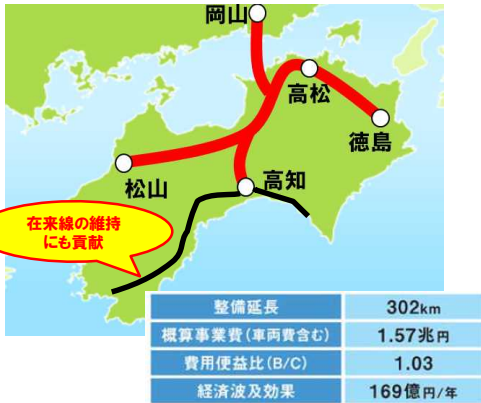 岡山
高松
徳島
松山
高知
在来線の維持
にも貢献
整備延長 302km
概算事業費(車両費含む) 1.57兆円
費用便益比(B/C) 1.03
経済波及効果 169億円/年